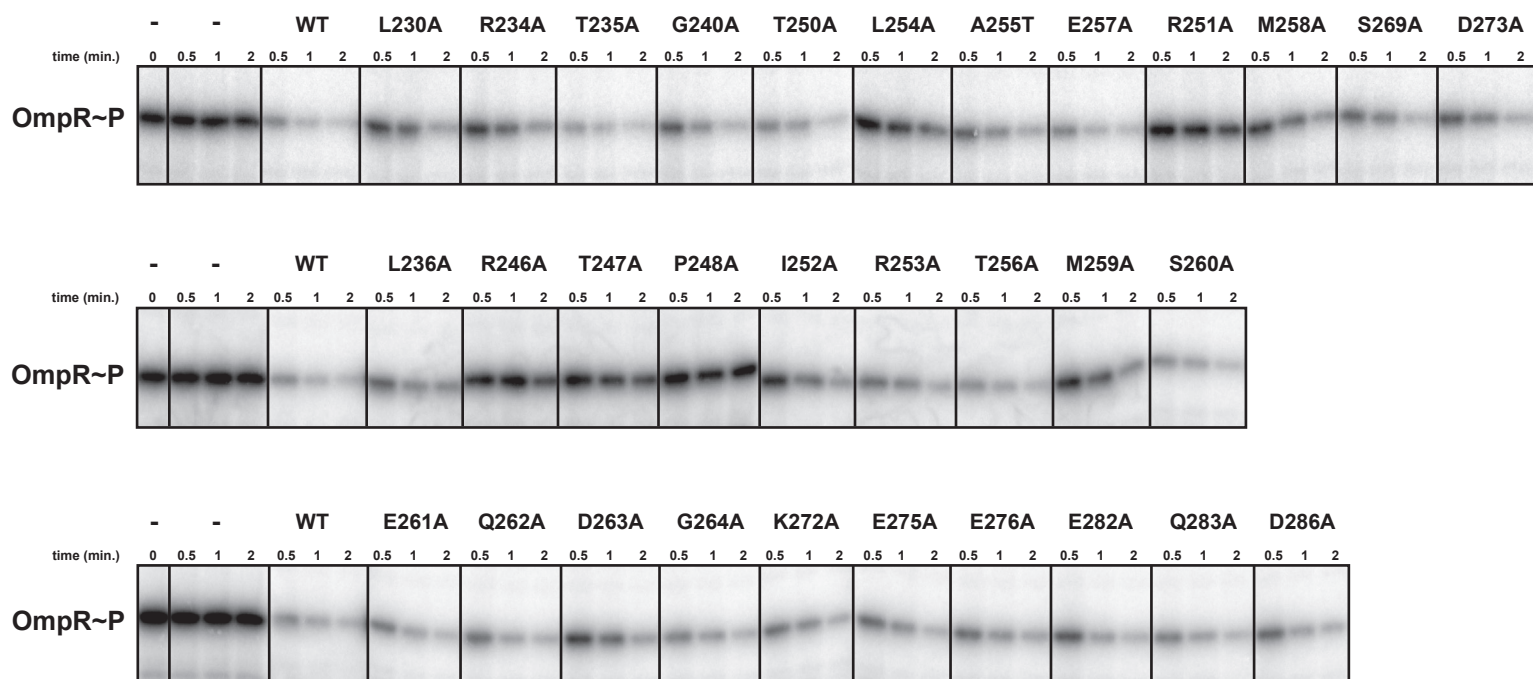 - - WT L230A R234A T235A G240A T250A L254A A255T E257A R251A M258A S269A D273A
time (min.) 0 0.5 1 2 0.5 1 2 0.5 1 2 0.5 1 2 0.5 1 2 0.5 1 2 0.5 1 2 0.5 1 2 0.5 1 2 0.5 1 2 0.5 1 2 0.5 1 2 0.5 1 2 0.5 1 2
OmpR~P
- - WT L236A R246A T247A P248A I252A R253A T256A M259A S260A
time (min.) 0 0.5 1 2 0.5 1 2 0.5 1 2 0.5 1 2 0.5 1 2 0.5 1 2 0.5 1 2 0.5 1 2 0.5 1 2 0.5 1 2 0.5 1 2
OmpR~P
- - WT E261A Q262A D263A G264A K272A E275A E276A E282A Q283A D286A
time (min.) 0 0.5 1 2 0.5 1 2 0.5 1 2 0.5 1 2 0.5 1 2 0.5 1 2 0.5 1 2 0.5 1 2 0.5 1 2 0.5 1 2 0.5 1 2 0.5 1 2
OmpR~P